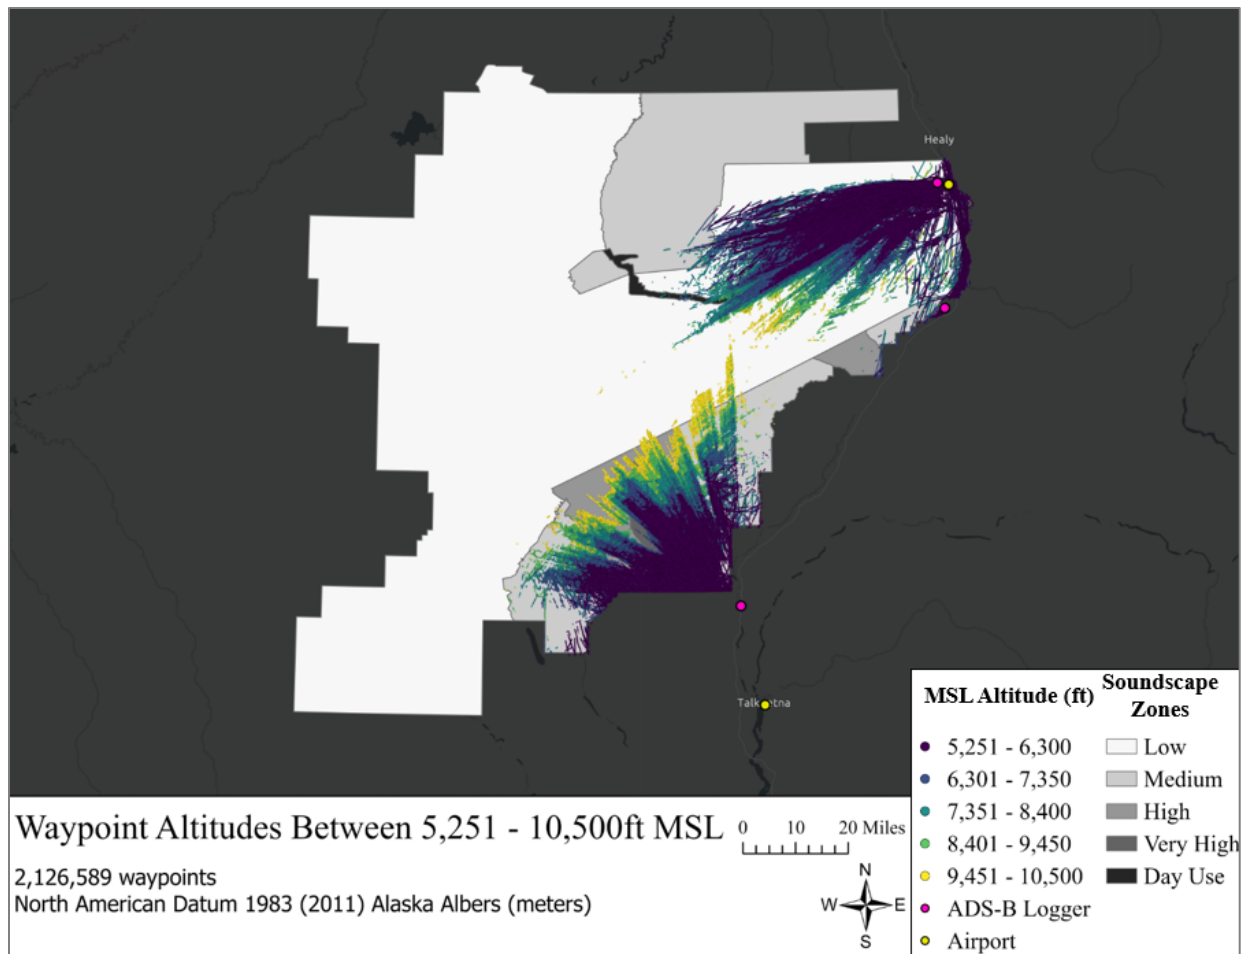 Healy
Talkeetna
Waypoint Altitudes Between 5,251 - 10,500ft MSL
2,126,589 waypoints
North American Datum 1983 (2011) Alaska Albers (meters)
0 10 20 Miles
N
W E
S
MSL Altitude (ft)
5,251 - 6,300
6,301 - 7,350
7,351 - 8,400
8,401 - 9,450
9,451 - 10,500
ADS-B Logger
Airport
Soundscape
Zones
Low
Medium
High
Very High
Day Use